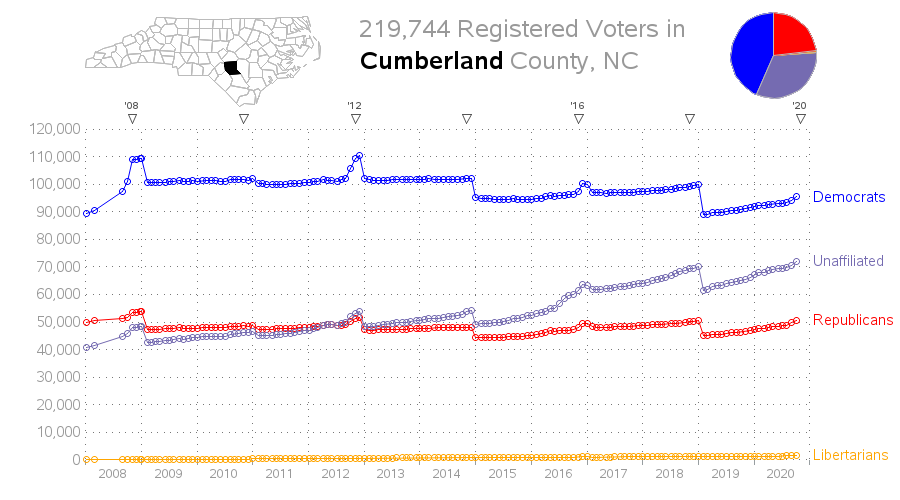 219,744 Registered Voters in
Cumberland County, NC
'08 '12 '16 '20
120,000
110,000
100,000
90,000
80,000
70,000
60,000
50,000
40,000
30,000
20,000
10,000
0
Democrats
Unaffiliated
Republicans
Libertarians
2008 2009 2010 2011 2012 2013 2014 2015 2016 2017 2018 2019 2020